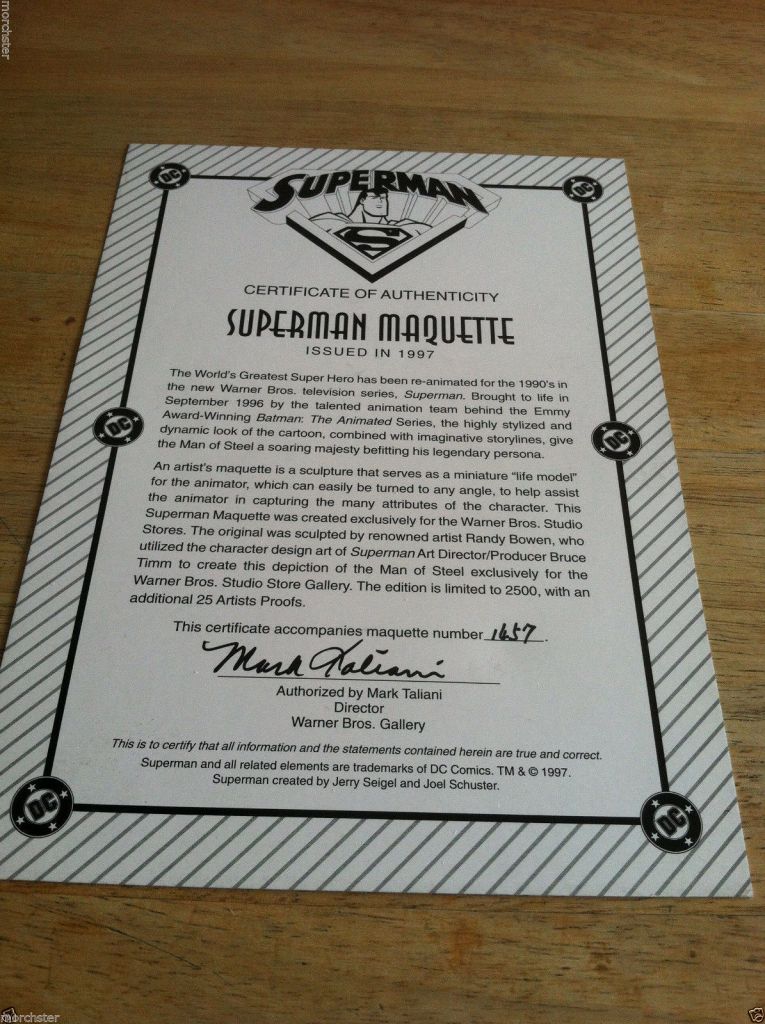 morchster
DC
DC
SUPERMAN
CERTIFICATE OF AUTHENTICITY
SUPERMAN MAQUETTE
ISSUED IN 1997
The World's Greatest Super Hero has been re-animated for the 1990's in
the new Warner Bros. television series, Superman. Brought to life in
September 1996 by the talented animation team behind the Emmy
Award-Winning Batman: The Animated Series, the highly stylized and
dynamic look of the cartoon, combined with imaginative storylines, give
the Man of Steel a soaring majesty befitting his legendary persona.
DC
DC
An artist's maquette is a sculpture that serves as a miniature "life model"
for the animator, which can easily be turned to any angle, to help assist
the animator in capturing the many attributes of the character. This
Superman Maquette was created exclusively for the Warner Bros. Studio
Stores. The original was sculpted by renowned artist Randy Bowen, who
utilized the character design art of Superman Art Director/Producer Bruce
Timm to create this depiction of the Man of Steel exclusively for the
Warner Bros. Studio Store Gallery. The edition is limited to 2500, with an
additional 25 Artists Proofs.
This certificate accompanies maquette number 1657.
Mark Taliani
Authorized by Mark Taliani
Director
Warner Bros. Gallery
This is to certify that all information and the statements contained herein are true and correct.
Superman and all related elements are trademarks of DC Comics. TM & © 1997.
Superman created by Jerry Seigel and Joel Schuster.
DC
DC
morchster